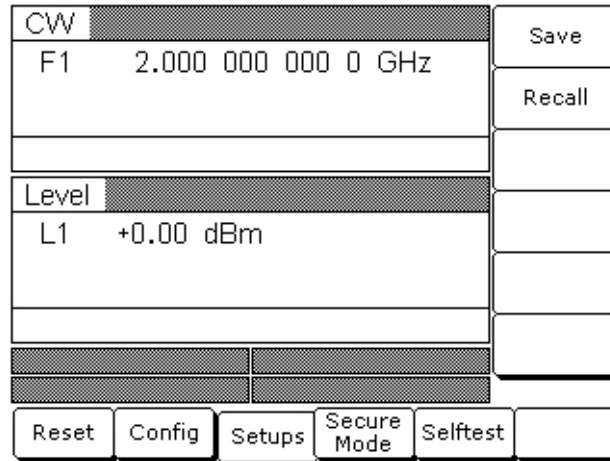 CW
F1 2.000 000 000 0 GHz
Level
L1 +0.00 dBm
Save
Recall
Reset
Config
Setups
Secure
Mode
Selftest